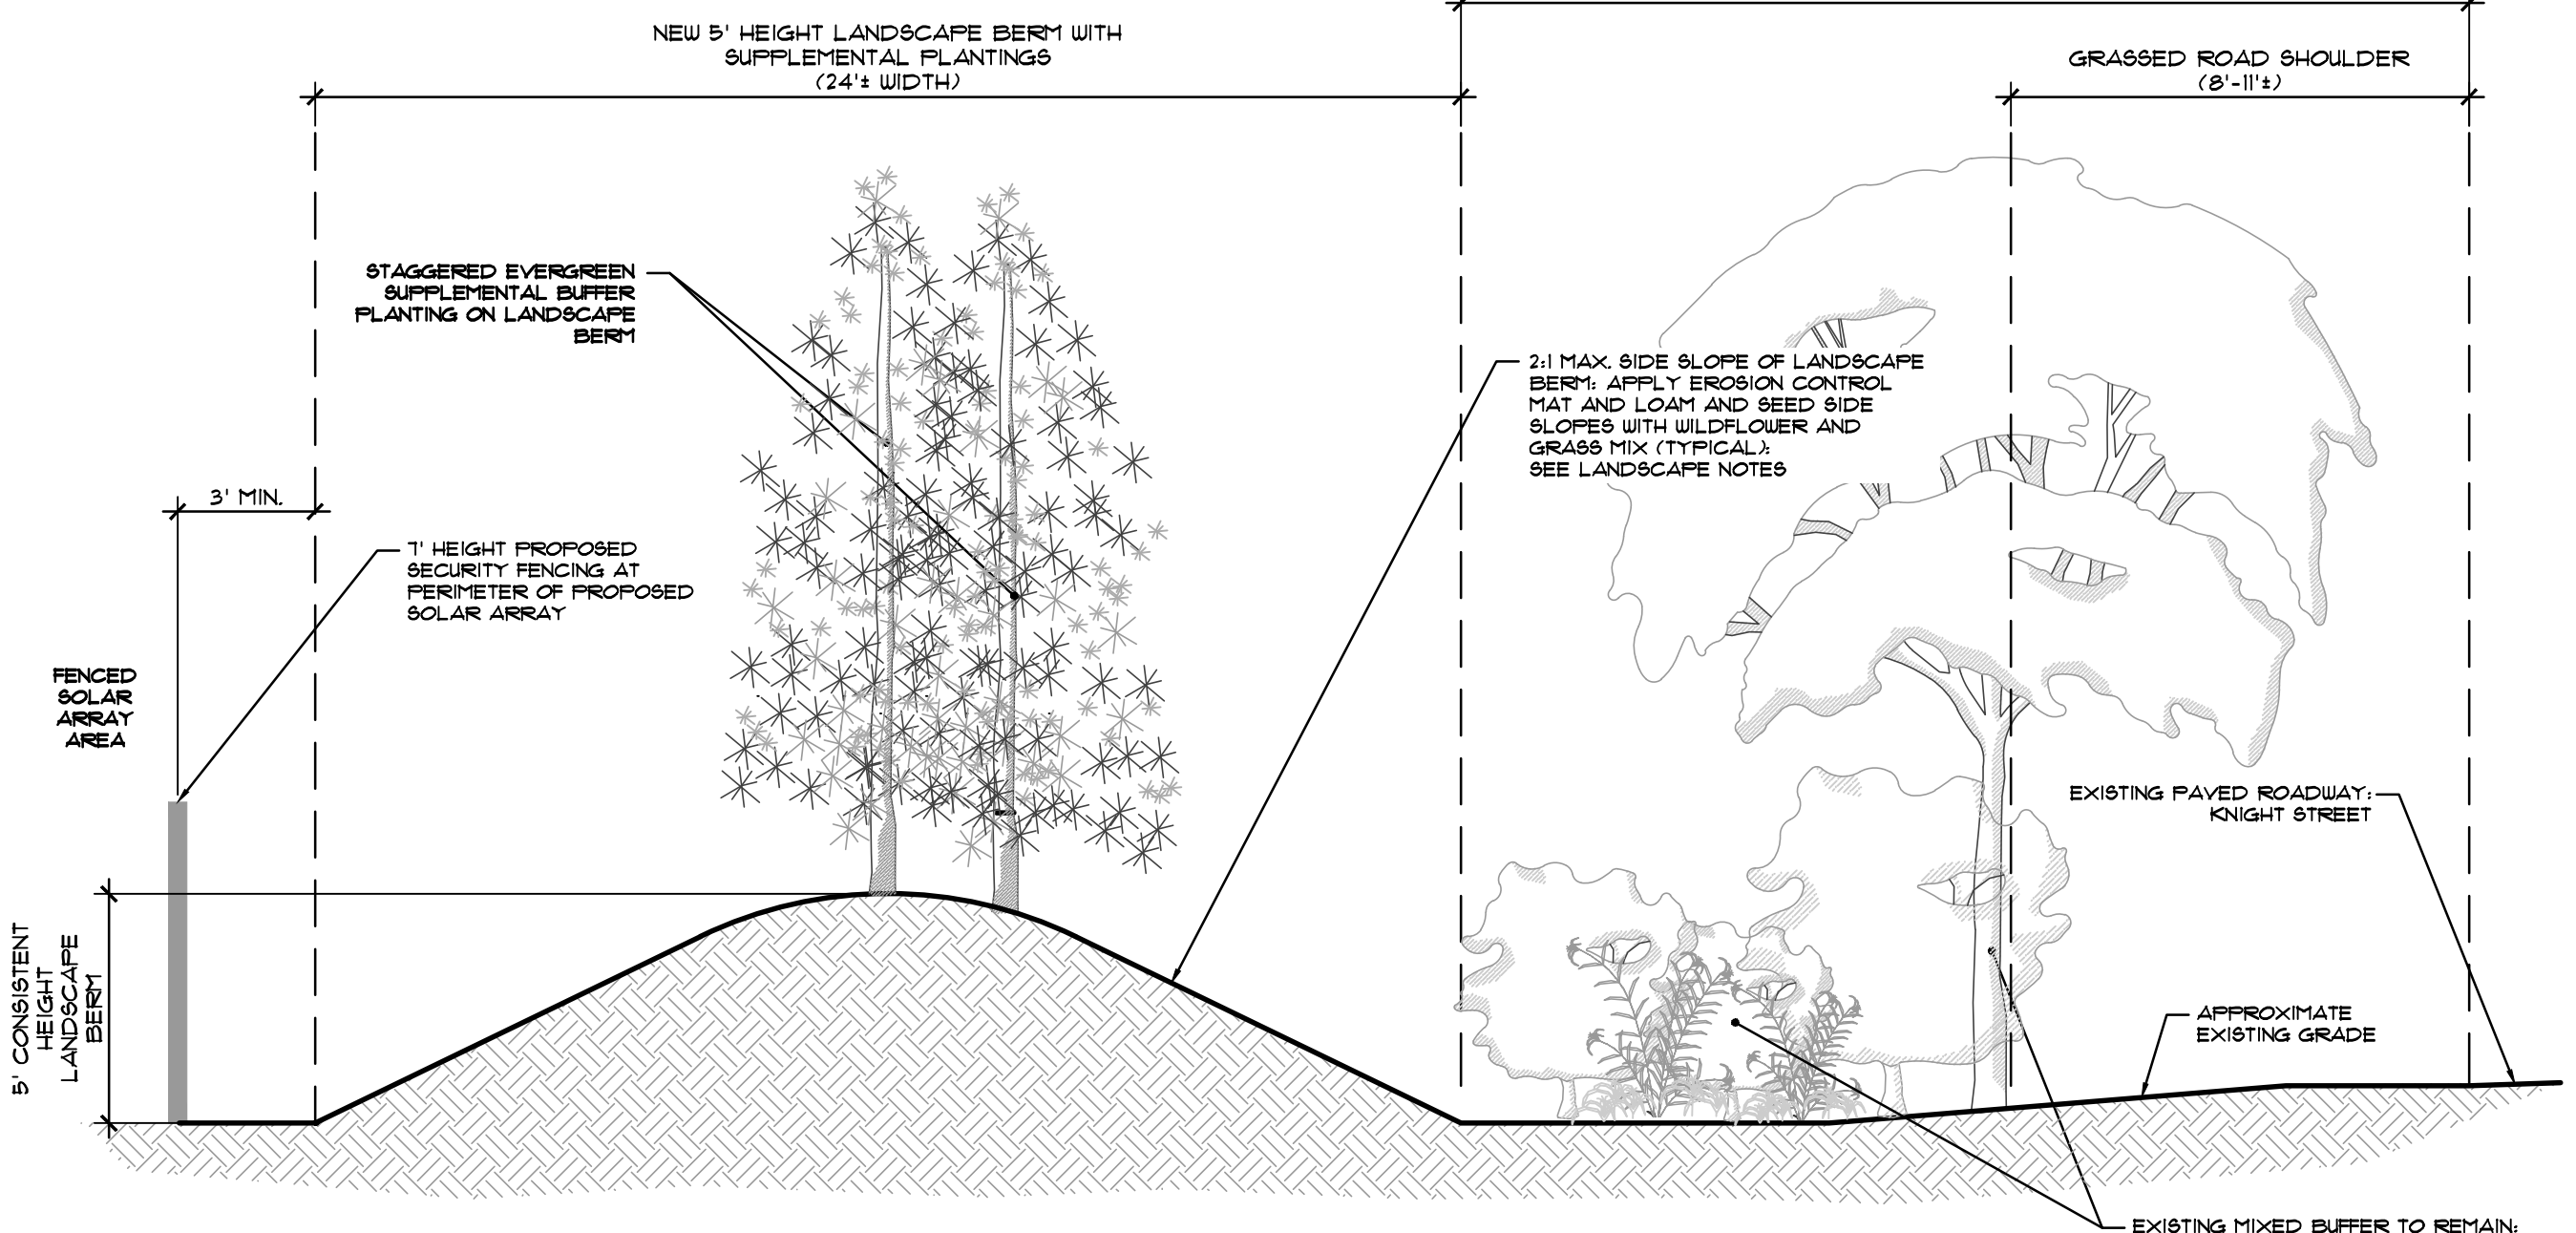 NEW 5' HEIGHT LANDSCAPE BERM WITH
SUPPLEMENTAL PLANTINGS
(24'± WIDTH)
GRASSED ROAD SHOULDER
(8'-11'±)
STAGGERED EVERGREEN
SUPPLEMENTAL BUFFER
PLANTING ON LANDSCAPE
BERM
2:1 MAX. SIDE SLOPE OF LANDSCAPE
BERM; APPLY EROSION CONTROL
MAT AND LOAM AND SEED SIDE
SLOPES WITH WILDFLOWER AND
GRASS MIX (TYPICAL);
SEE LANDSCAPE NOTES
3' MIN.
7' HEIGHT PROPOSED
SECURITY FENCING AT
PERIMETER OF PROPOSED
SOLAR ARRAY
FENCED
SOLAR
ARRAY
AREA
EXISTING PAVED ROADWAY:
KNIGHT STREET
5' CONSISTENT
HEIGHT
LANDSCAPE
BERM
APPROXIMATE
EXISTING GRADE
EXISTING MIXED BUFFER TO REMAIN;